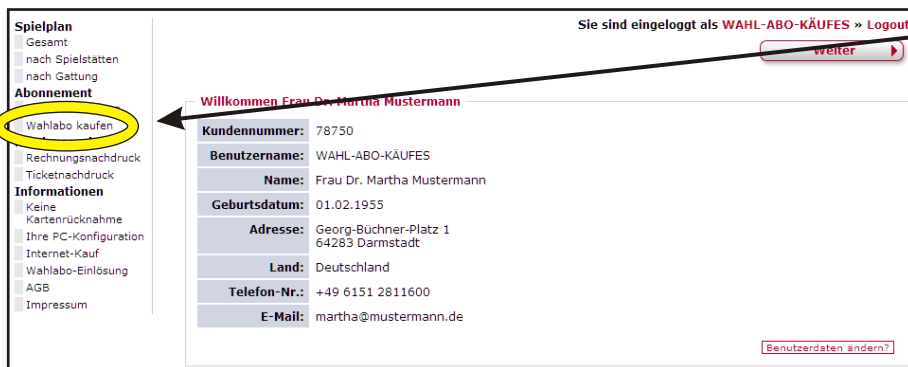 Spielplan
Gesamt
nach Spielstätten
nach Gattung
Abonnement
Wahlabo kaufen
Rechnungsnachdruck
Ticketnachdruck
Informationen
Keine
Kartenrücknahme
Ihre PC-Konfiguration
Internet-Kauf
Wahlabo-Einlösung
AGB
Impressum
Sie sind eingeloggt als WAHL-ABO-KÄUFES » Logout
Weiter
Willkommen Frau Dr. Martha Mustermann
Kundennummer: 78750
Benutzername: WAHL-ABO-KÄUFES
Name: Frau Dr. Martha Mustermann
Geburtsdatum: 01.02.1955
Adresse: Georg-Büchner-Platz 1
64283 Darmstadt
Land: Deutschland
Telefon-Nr.: +49 6151 2811600
E-Mail: martha@mustermann.de
Benutzerdaten ändern?